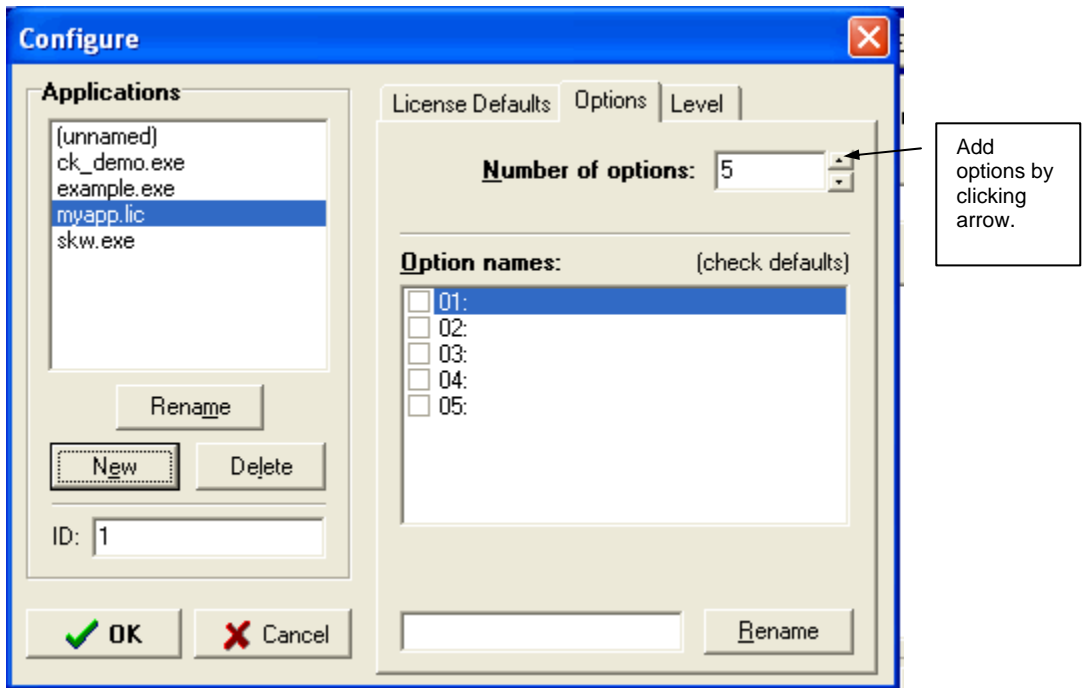 Configure
Applications
(unnamed)
ck_demo.exe
example.exe
myapp.lic
skw.exe
Rename
New
Delete
ID: 1
OK
Cancel
License Defaults
Options
Level
Number of options: 5
Option names: (check defaults)
01:
02:
03:
04:
05:
Rename
Add
options by
clicking
arrow.